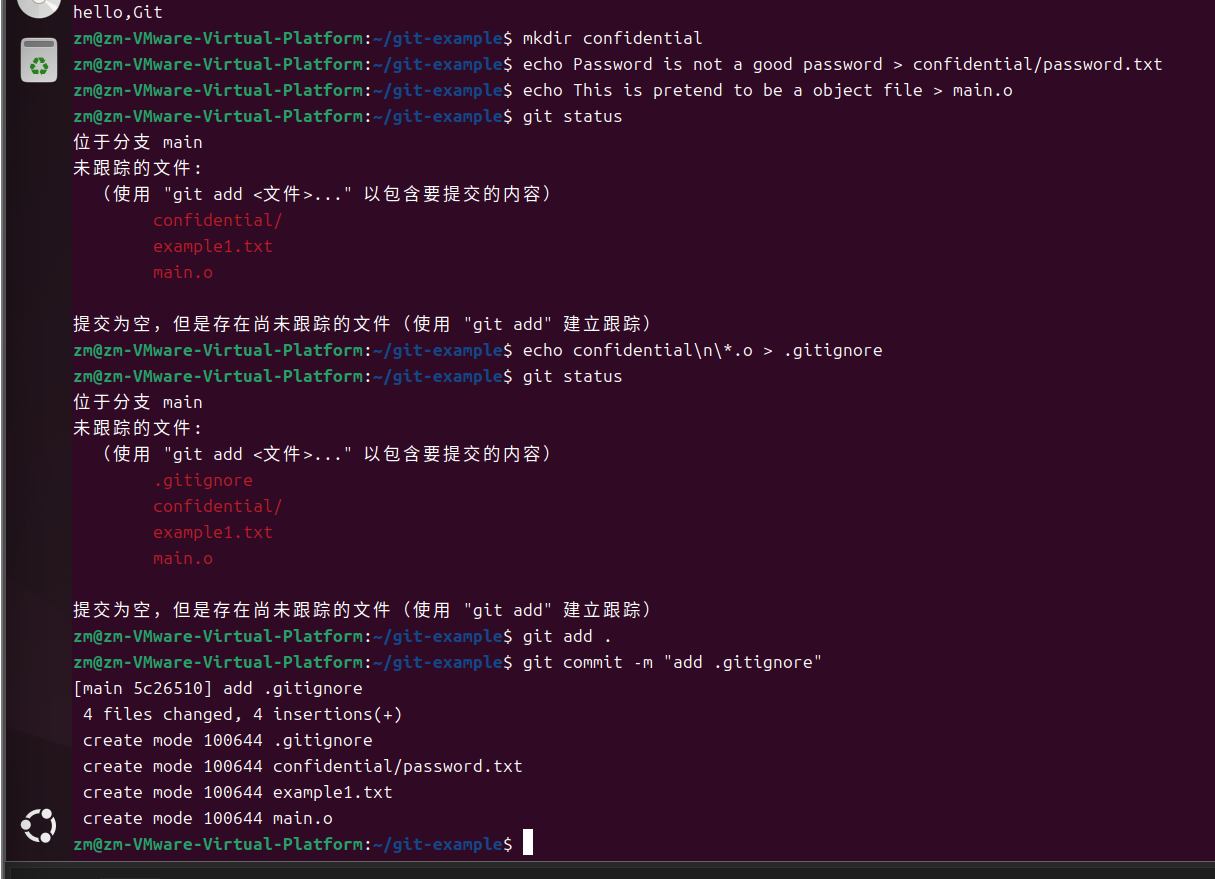 hello,Git
zm@zm-VMware-Virtual-Platform:~/git-example$ mkdir confidential
zm@zm-VMware-Virtual-Platform:~/git-example$ echo Password is not a good password > confidential/password.txt
zm@zm-VMware-Virtual-Platform:~/git-example$ echo This is pretend to be a object file > main.o
zm@zm-VMware-Virtual-Platform:~/git-example$ git status
位于分支 main
未跟踪的文件:
  （使用 "git add <文件>..." 以包含要提交的内容）
        confidential/
        example1.txt
        main.o

提交为空，但是存在尚未跟踪的文件（使用 "git add" 建立跟踪）
zm@zm-VMware-Virtual-Platform:~/git-example$ echo confidential\n\*.o > .gitignore
zm@zm-VMware-Virtual-Platform:~/git-example$ git status
位于分支 main
未跟踪的文件:
  （使用 "git add <文件>..." 以包含要提交的内容）
        .gitignore
        confidential/
        example1.txt
        main.o

提交为空，但是存在尚未跟踪的文件（使用 "git add" 建立跟踪）
zm@zm-VMware-Virtual-Platform:~/git-example$ git add .
zm@zm-VMware-Virtual-Platform:~/git-example$ git commit -m "add .gitignore"
[main 5c26510] add .gitignore
 4 files changed, 4 insertions(+)
 create mode 100644 .gitignore
 create mode 100644 confidential/password.txt
 create mode 100644 example1.txt
 create mode 100644 main.o
zm@zm-VMware-Virtual-Platform:~/git-example$